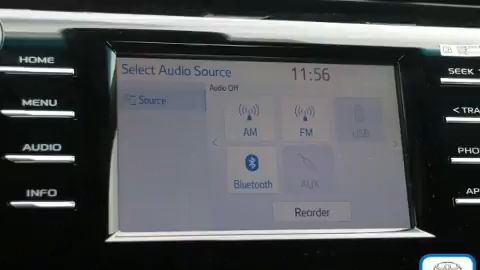 HOME
MENU
AUDIO
INFO
Select Audio Source
11:56
Audio Off
Source
AM
FM
USB
Bluetooth
AUX
Reorder
GB
SEEK
< TRA
PHO
AP